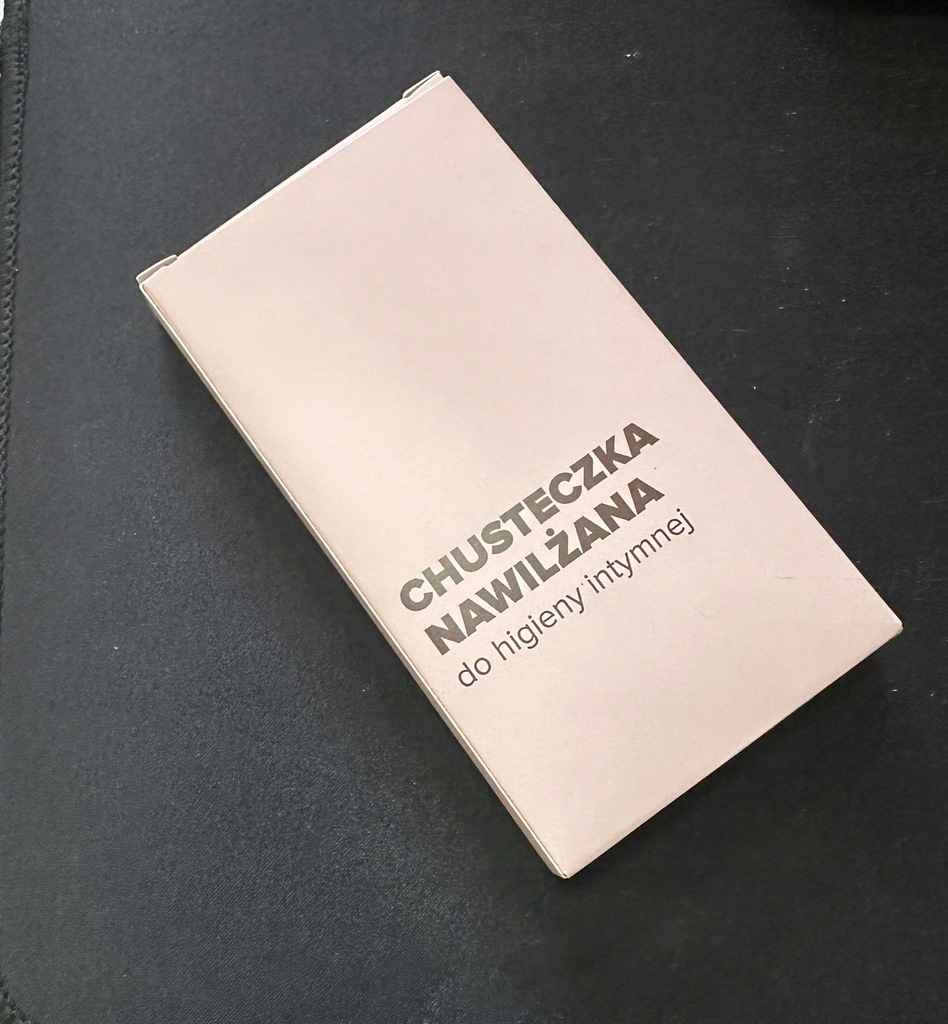 CHUSTECZKA
NAWILŻANA
do higieny intymnej